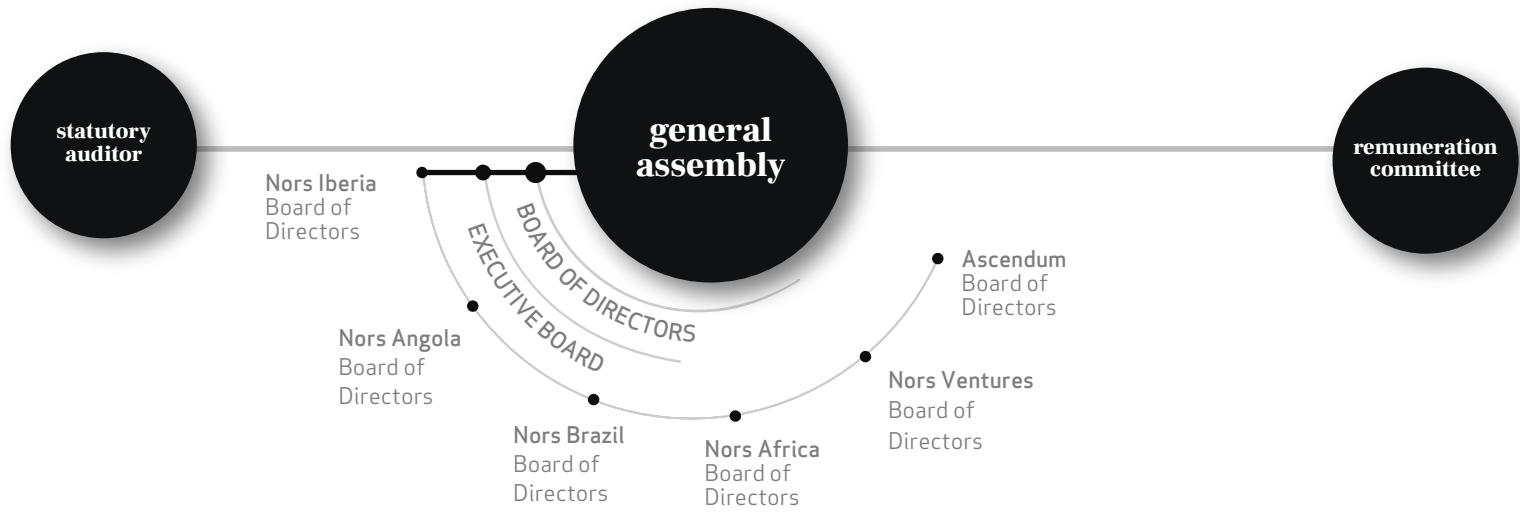 statutory
auditor
general
assembly
remuneration
committee
Nors Iberia
Board of
Directors
BOARD OF DIRECTORS
EXECUTIVE BOARD
Nors Angola
Board of
Directors
Nors Brazil
Board of
Directors
Nors Africa
Board of
Directors
Nors Ventures
Board of
Directors
Ascendum
Board of
Directors